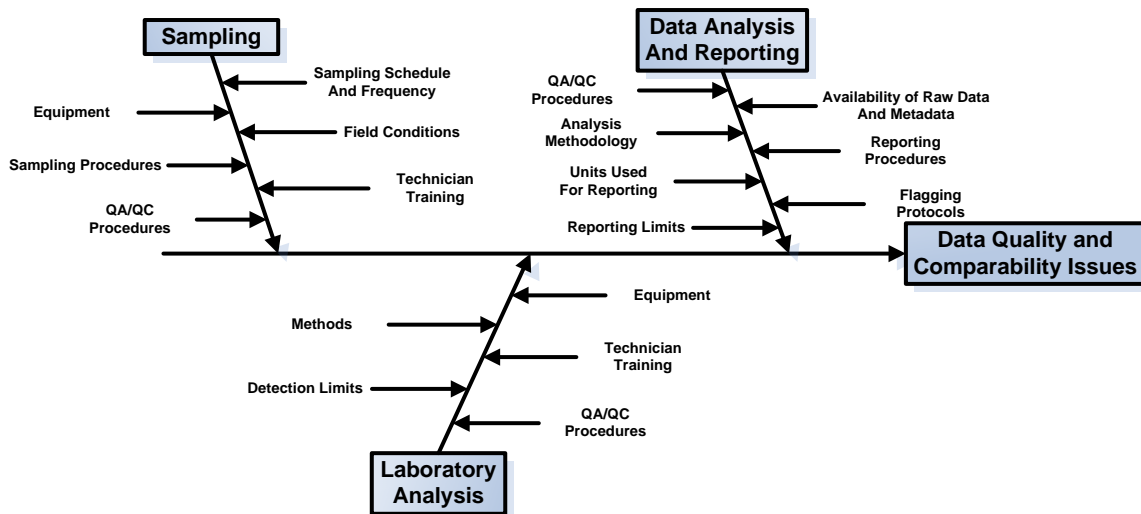 Sampling
Sampling Schedule
And Frequency
Equipment
Field Conditions
Sampling Procedures
Technician
Training
QA/QC
Procedures
Data Analysis
And Reporting
QA/QC
Procedures
Availability of Raw Data
And Metadata
Analysis
Methodology
Reporting
Procedures
Units Used
For Reporting
Flagging
Protocols
Reporting Limits
Data Quality and
Comparability Issues
Equipment
Methods
Technician
Training
Detection Limits
QA/QC
Procedures
Laboratory
Analysis